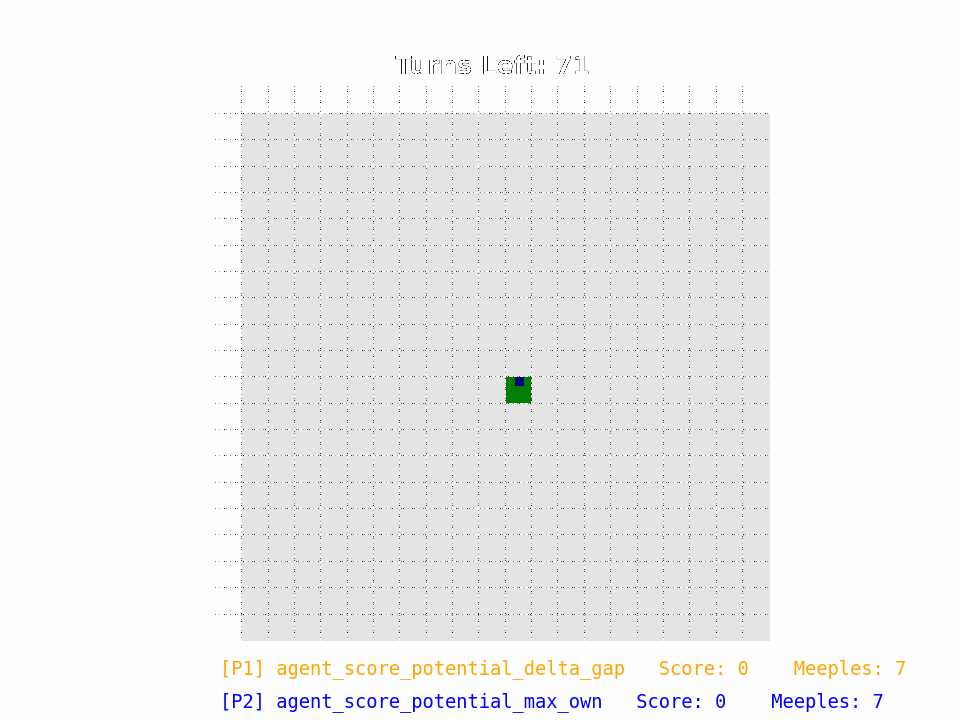 Turns Left: 71
[P1] agent_score_potential_delta_gap   Score: 0    Meeples: 7
[P2] agent_score_potential_max_own   Score: 0    Meeples: 7